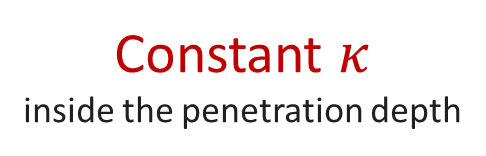 Constant κ
inside the penetration depth